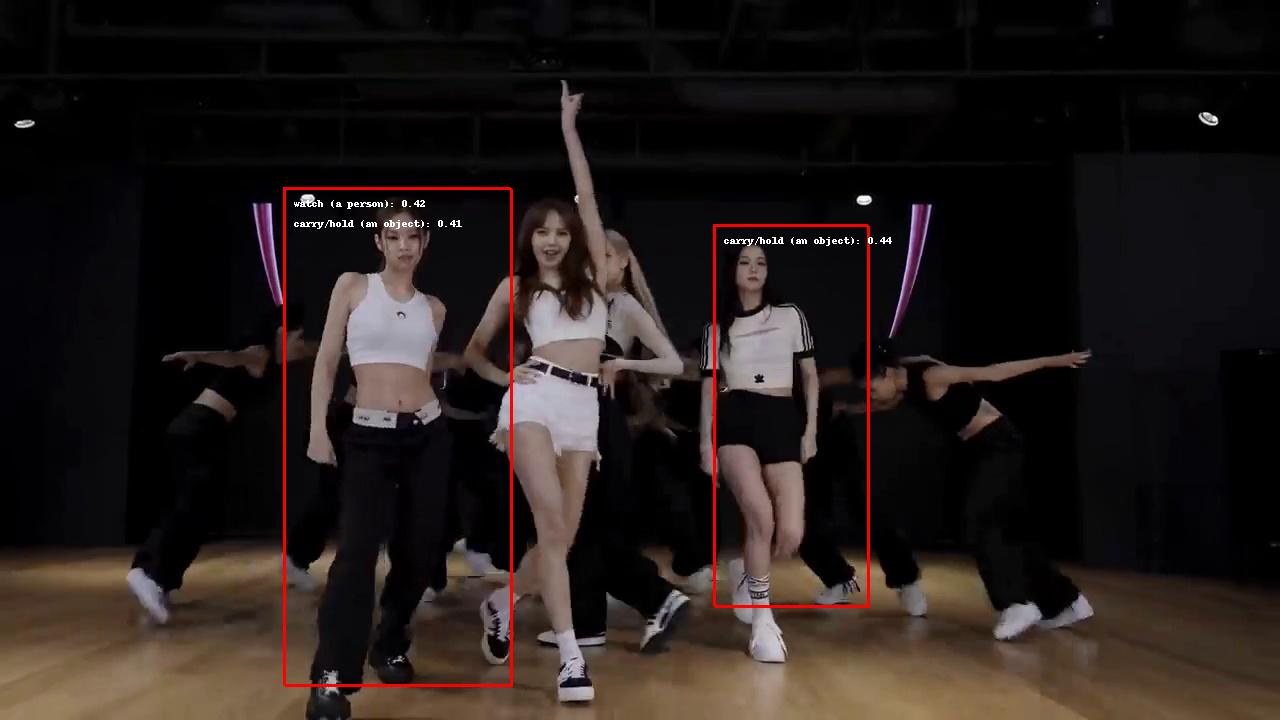 watch (a person): 0.42
carry/hold (an object): 0.41
carry/hold (an object): 0.44